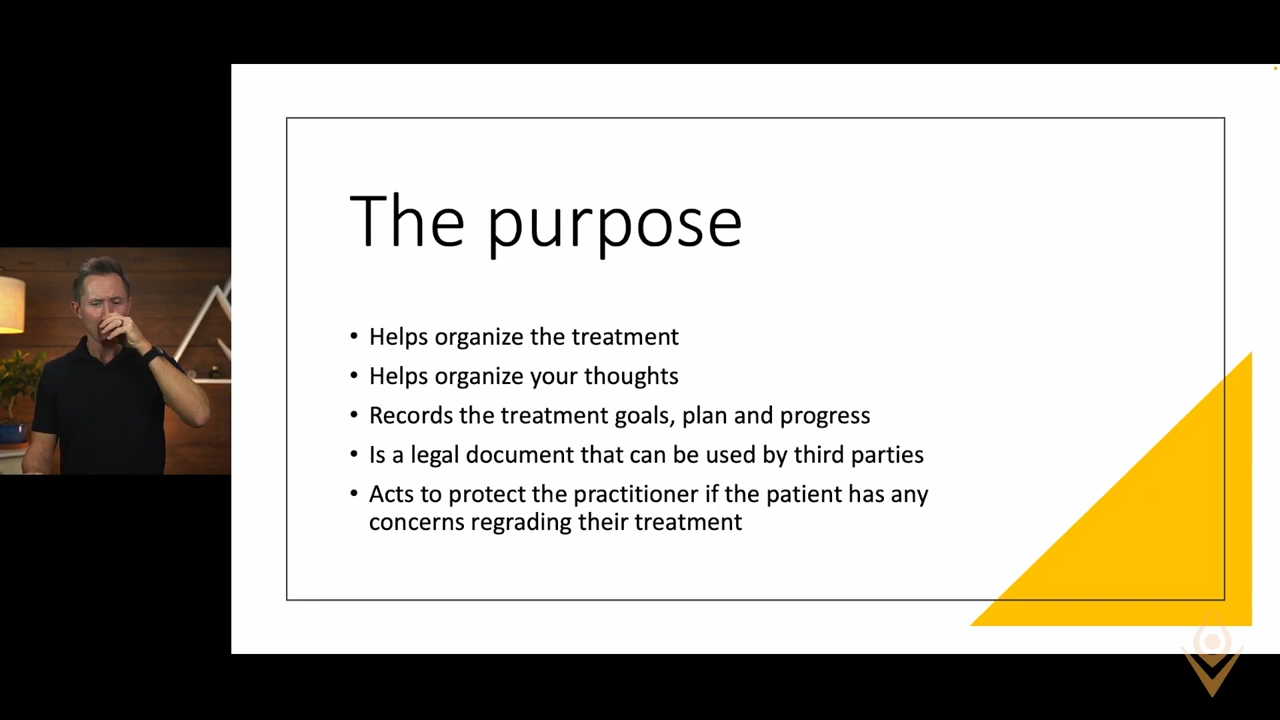 The purpose
• Helps organize the treatment
• Helps organize your thoughts
• Records the treatment goals, plan and progress
• Is a legal document that can be used by third parties
• Acts to protect the practitioner if the patient has any
concerns regrading their treatment